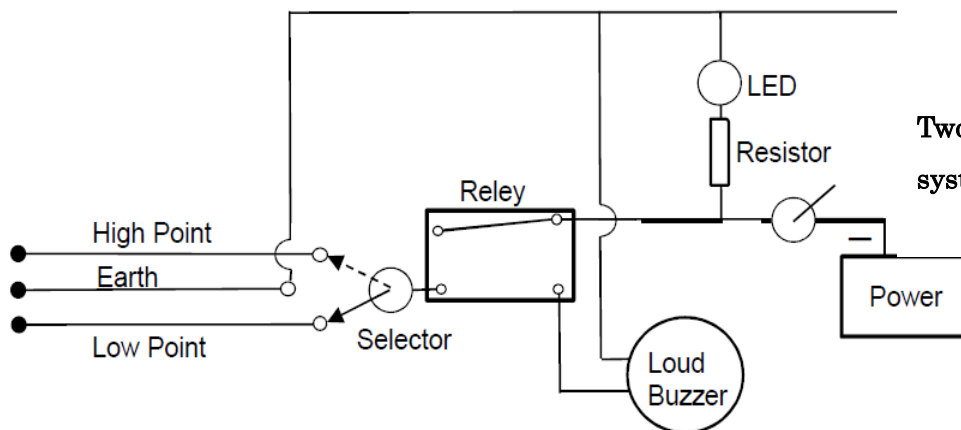 LED
Two
Resistor
syst
Reley
High Point
Earth
Low Point
Selector
Power
Loud
Buzzer